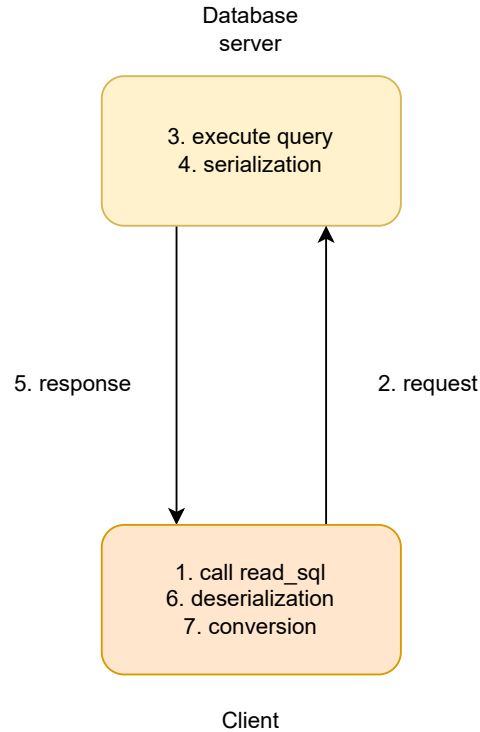 Database
server
3. execute query
4. serialization
5. response
2. request
1. call read_sql
6. deserialization
7. conversion
Client